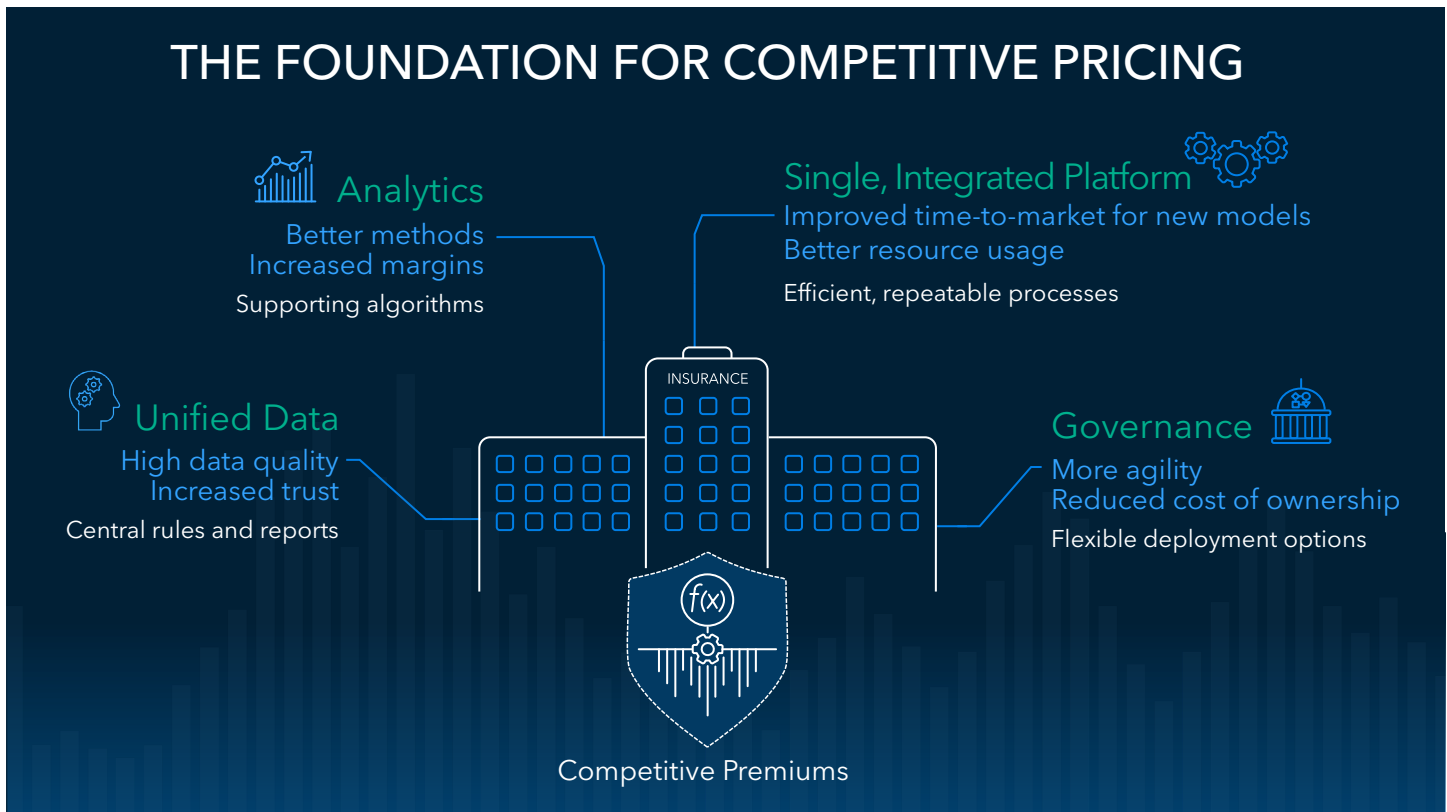 THE FOUNDATION FOR COMPETITIVE PRICING
Analytics
Better methods
Increased margins
Supporting algorithms
Single, Integrated Platform
Improved time-to-market for new models
Better resource usage
Efficient, repeatable processes
INSURANCE
Unified Data
High data quality
Increased trust
Central rules and reports
Governance
More agility
Reduced cost of ownership
Flexible deployment options
f(x)
Competitive Premiums